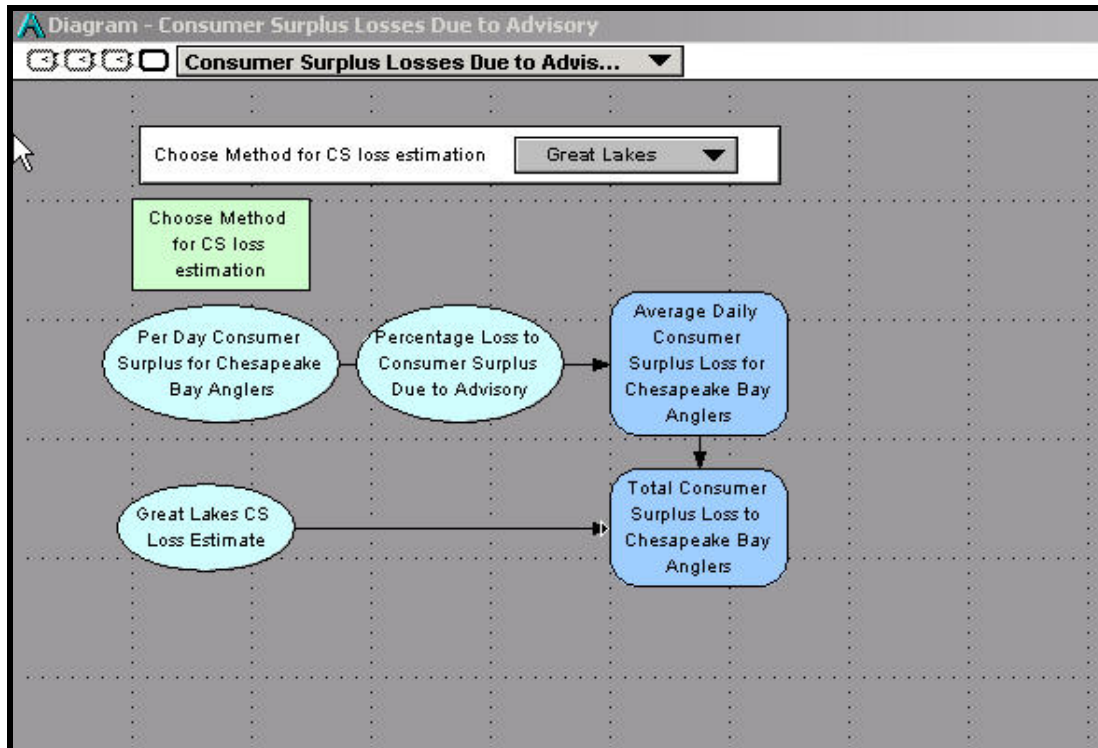 Diagram - Consumer Surplus Losses Due to Advisory
Consumer Surplus Losses Due to Advis...
Choose Method for CS loss estimation
Great Lakes
Choose Method
for CS loss
estimation
Per Day Consumer
Surplus for Chesapeake
Bay Anglers
Percentage Loss to
Consumer Surplus
Due to Advisory
Average Daily
Consumer
Surplus Loss for
Chesapeake Bay
Anglers
Great Lakes CS
Loss Estimate
Total Consumer
Surplus Loss to
Chesapeake Bay
Anglers